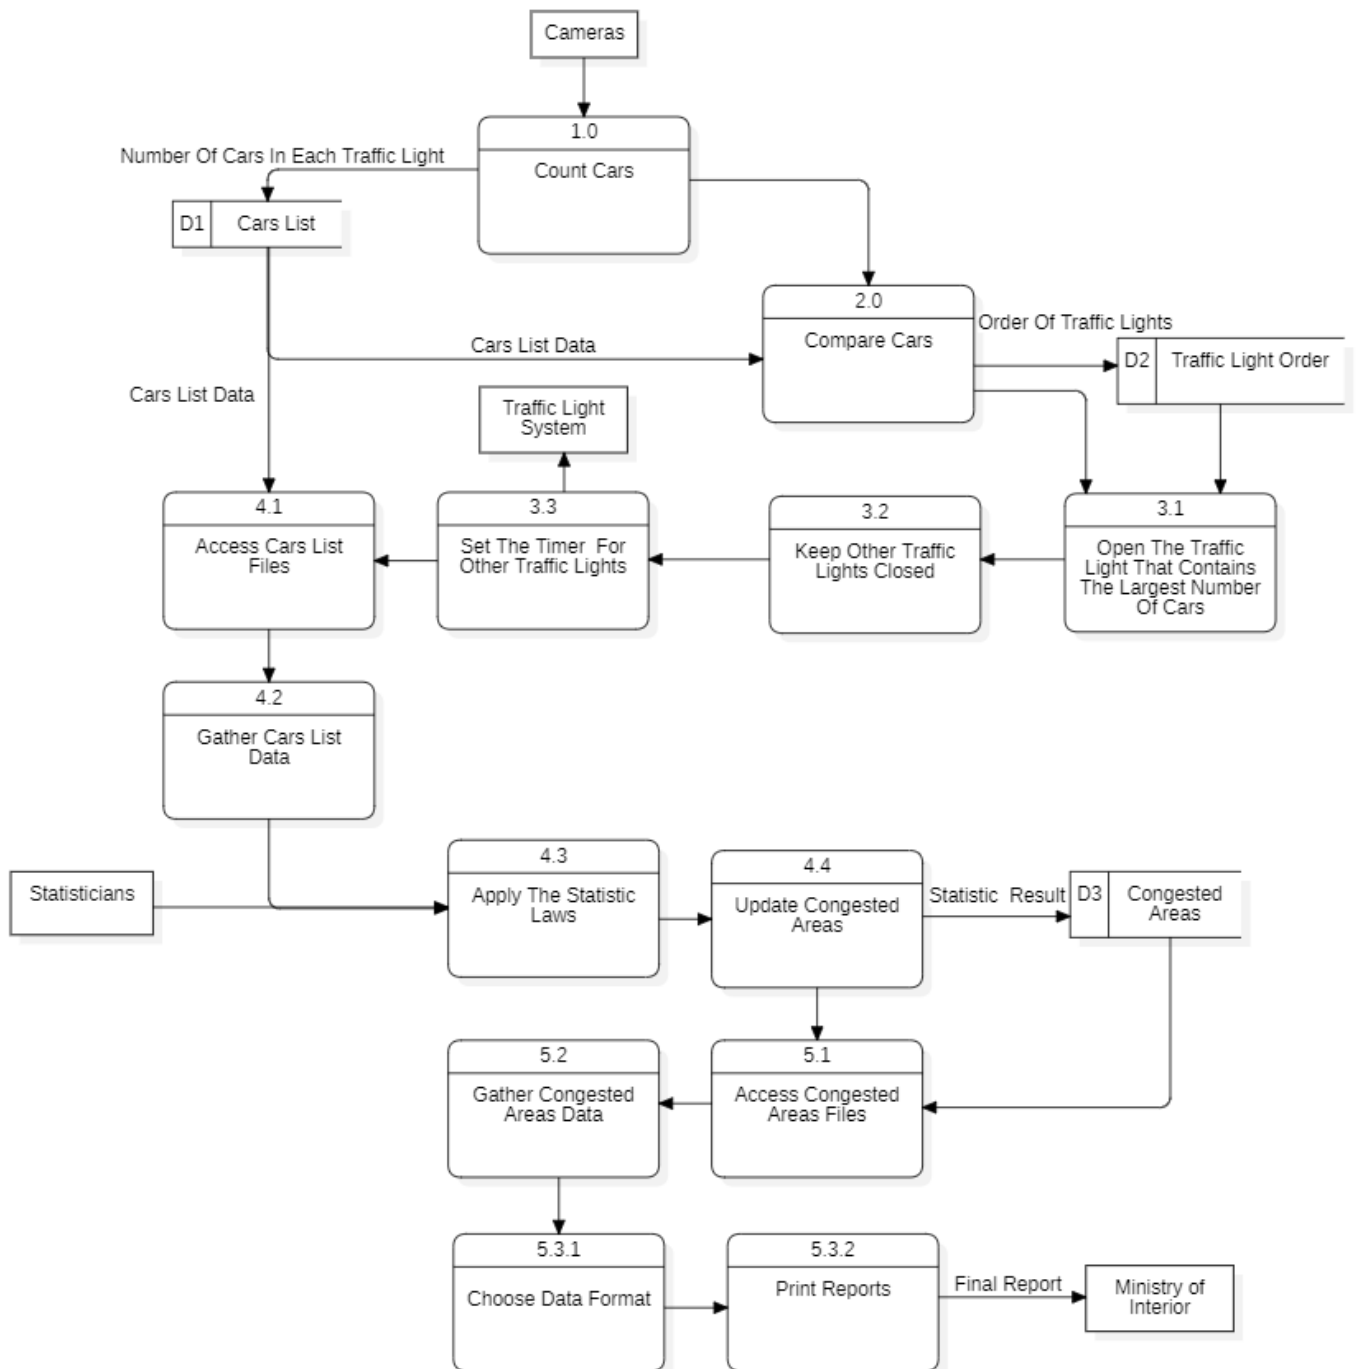 Cameras
1.0
Count Cars
Number Of Cars In Each Traffic Light
D1
Cars List
2.0
Compare Cars
Order Of Traffic Lights
D2
Traffic Light Order
Cars List Data
Cars List Data
Traffic Light
System
4.1
Access Cars List
Files
3.3
Set The Timer  For
Other Traffic Lights
3.2
Keep Other Traffic
Lights Closed
3.1
Open The Traffic
Light That Contains
The Largest Number
Of Cars
4.2
Gather Cars List
Data
Statisticians
4.3
Apply The Statistic
Laws
4.4
Update Congested
Areas
Statistic  Result
D3
Congested
Areas
5.2
Gather Congested
Areas Data
5.1
Access Congested
Areas Files
5.3.1
Choose Data Format
5.3.2
Print Reports
Final Report
Ministry of
Interior